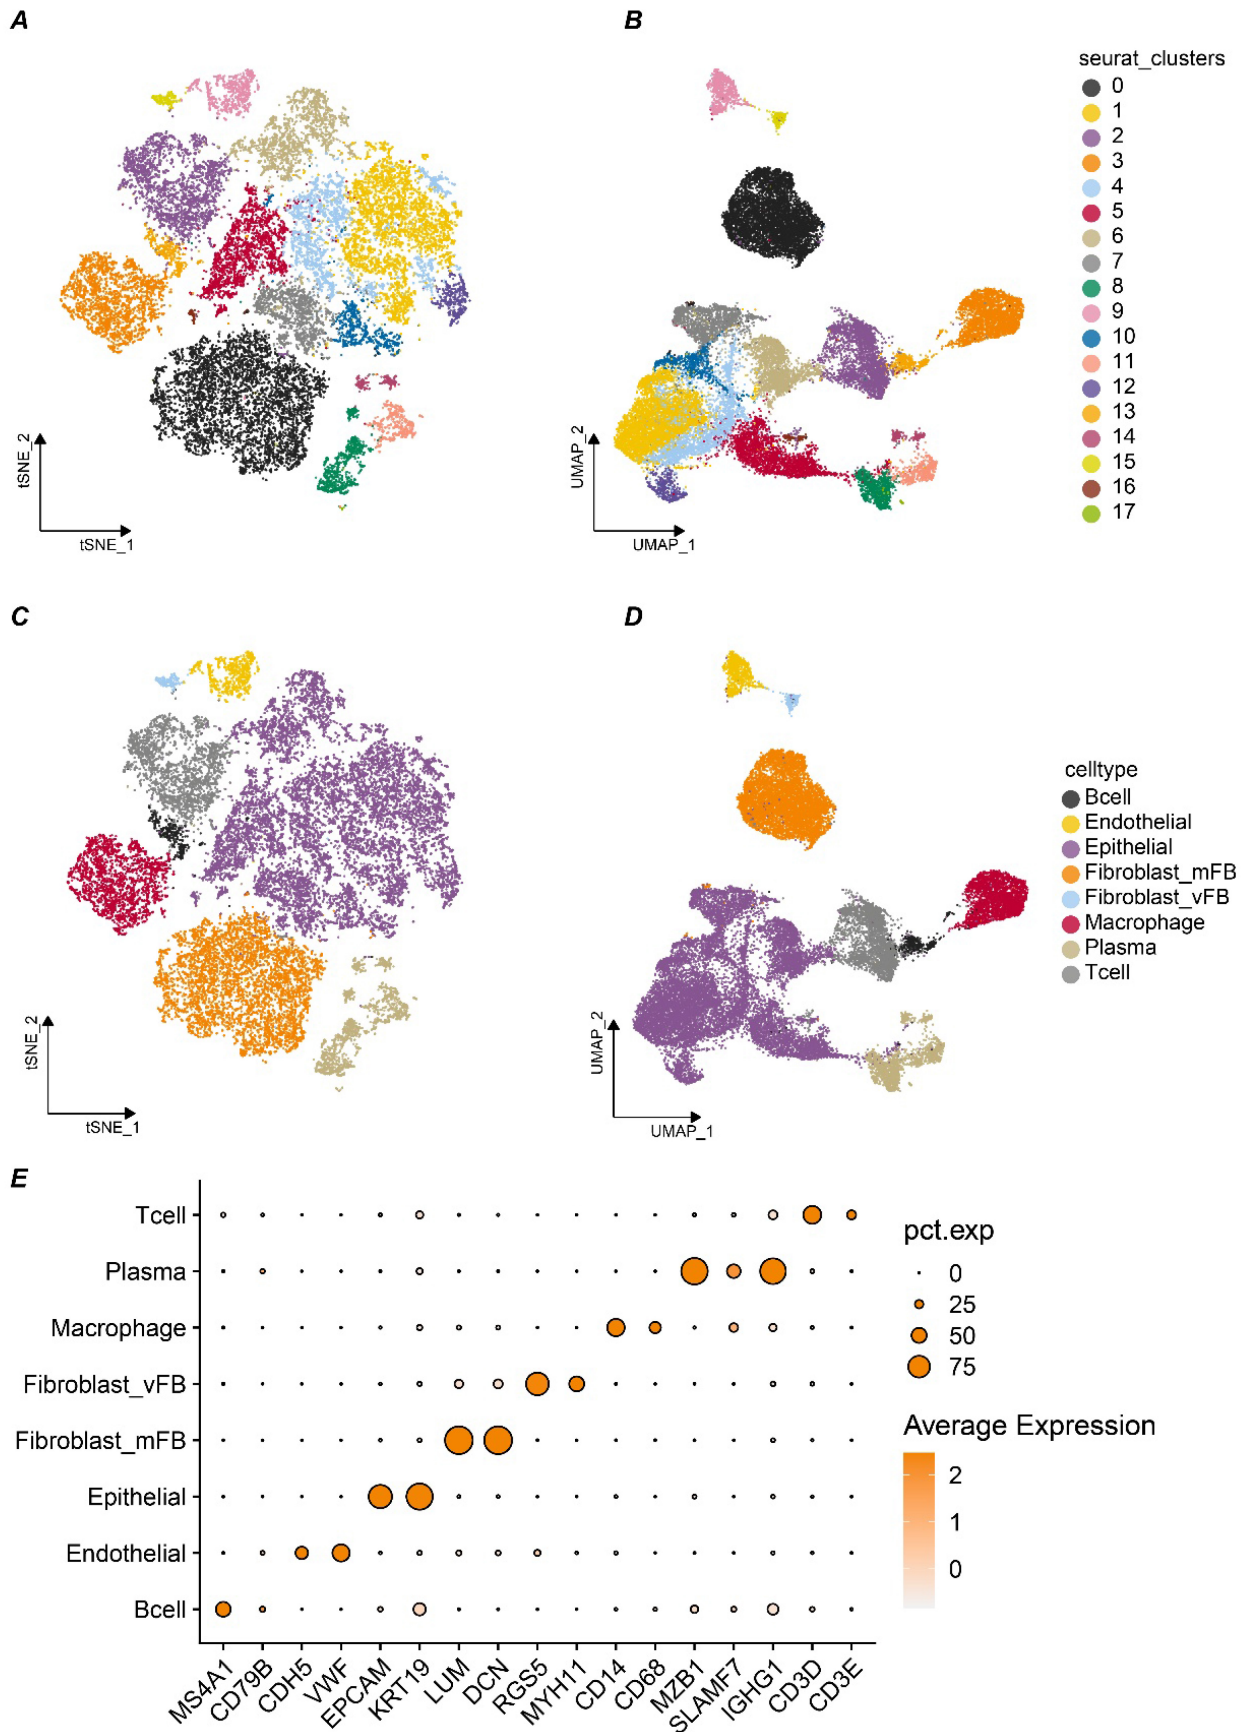 A
B
seurat_clusters
0
1
2
3
4
5
6
7
8
9
10
11
12
13
14
15
16
17
tSNE_2
tSNE_1
UMAP_2
UMAP_1
C
D
celltype
Bcell
Endothelial
Epithelial
Fibroblast_mFB
Fibroblast_vFB
Macrophage
Plasma
Tcell
tSNE_2
tSNE_1
UMAP_2
UMAP_1
E
Tcell
Plasma
Macrophage
Fibroblast_vFB
Fibroblast_mFB
Epithelial
Endothelial
Bcell
MS4A1
CD79B
CDH5
VWF
EPCAM
KRT19
LUM
DCN
RGS5
MYH11
CD14
CD68
MZB1
SLAMF7
IGHG1
CD3D
CD3E
pct.exp
0
25
50
75
Average Expression
2
1
0